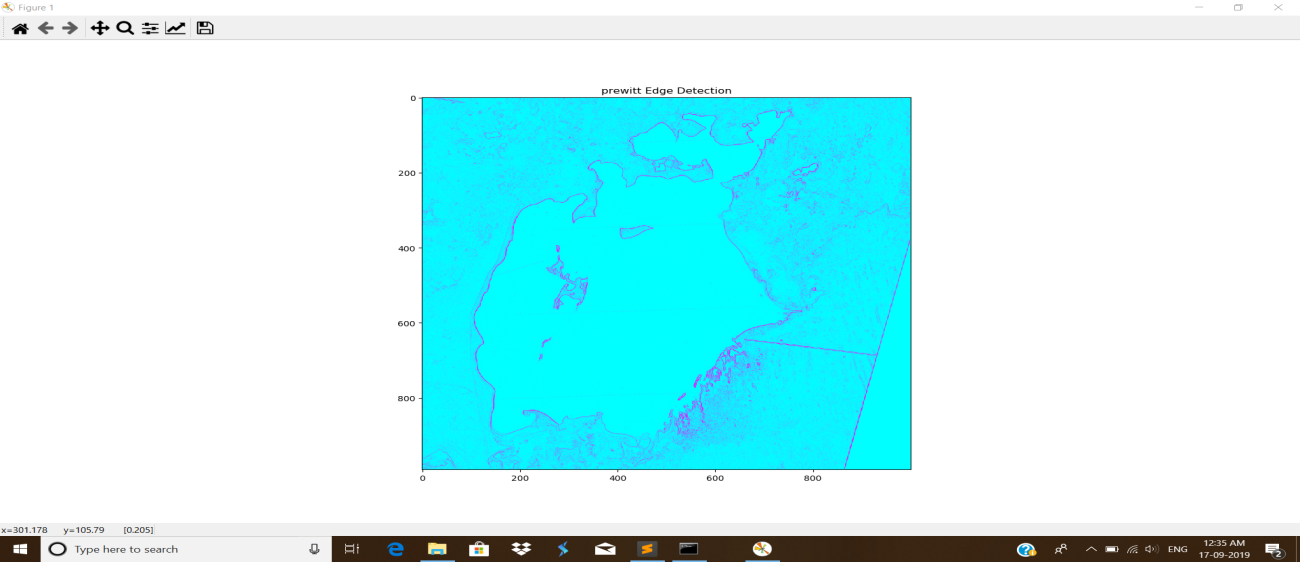 Figure 1
prewitt Edge Detection
0
200
400
600
800
0
200
400
600
800
x=301.178 y=105.79 [0.205]
Type here to search
ENG
12:35 AM
17-09-2019
2